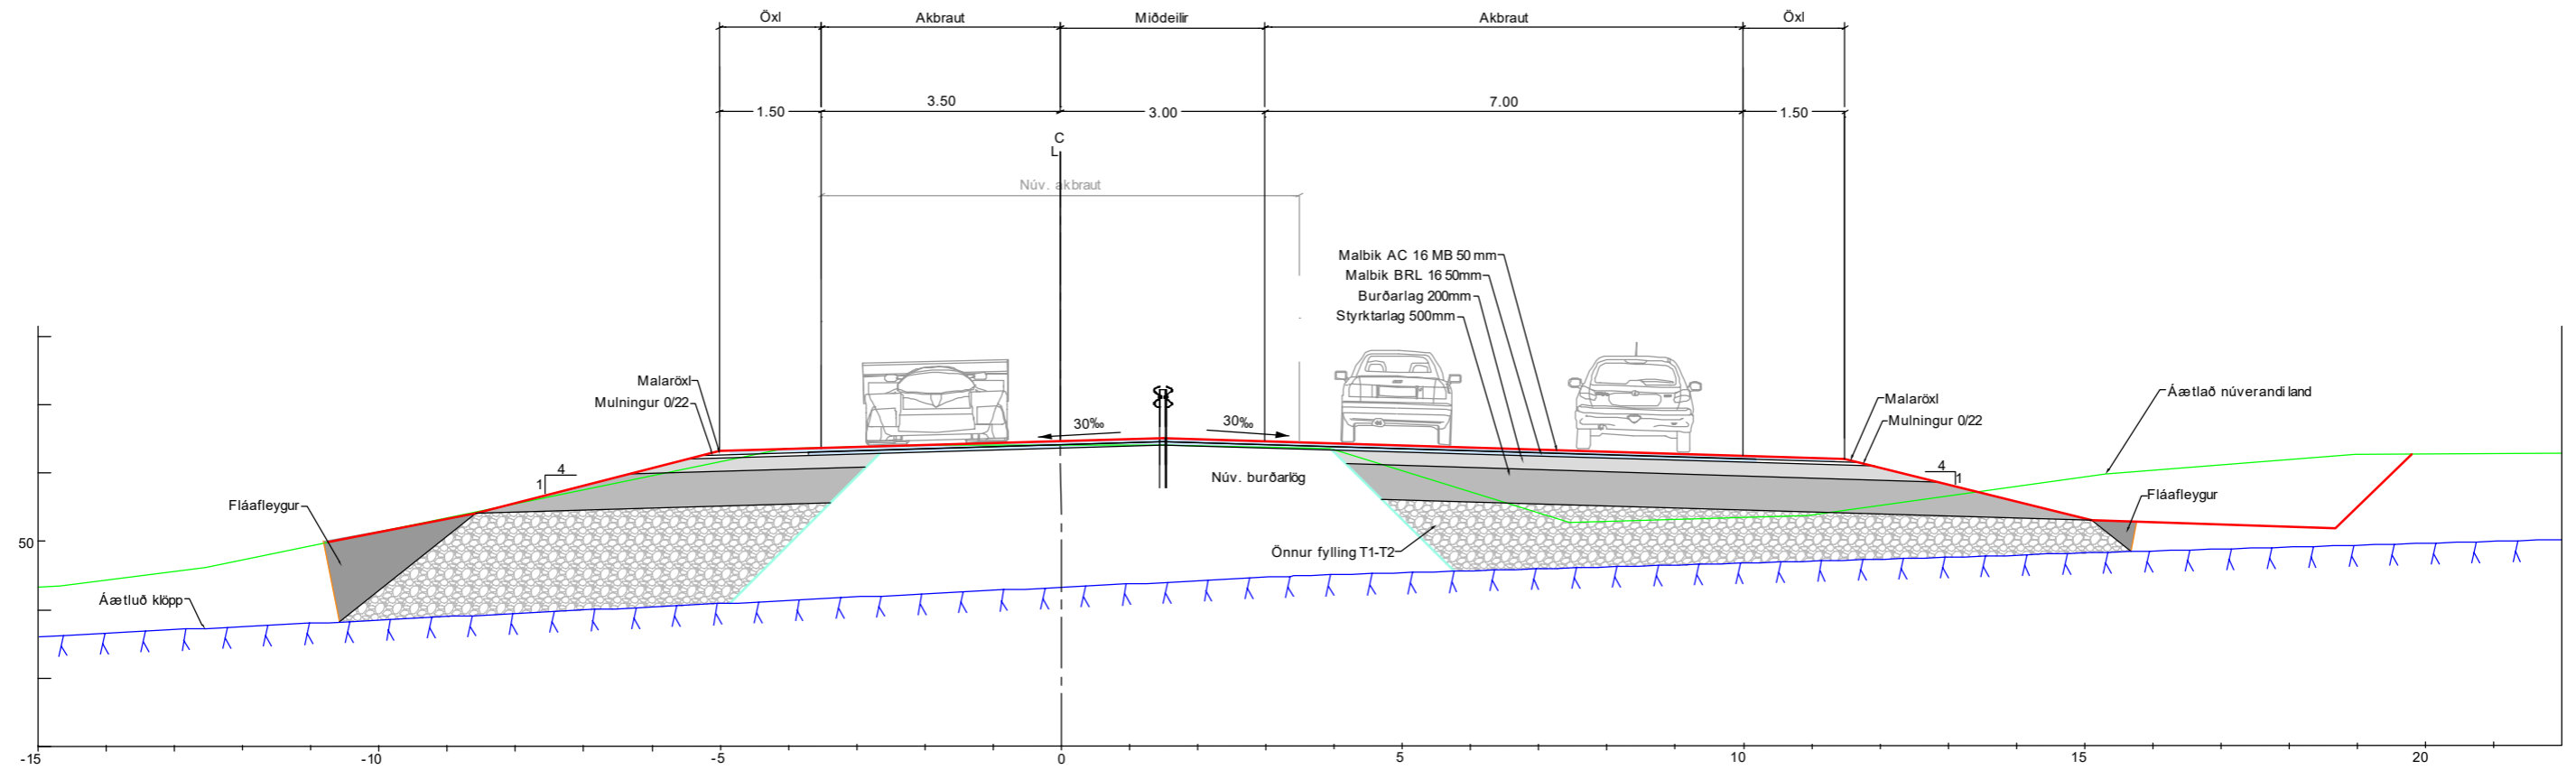 Öxl
Akbraut
Miðdeilir
Akbraut
Öxl
1.50
3.50
3.00
7.00
1.50
C
L
Núv. akbraut
Malbik AC 16 MB 50 mm
Malbik BRL 16 50mm
Burðarlag 200mm
Styrktarlag 500mm
Malaröxl
Mulningur 0/22
30‰
30‰
Áætlað núverandi land
Malaröxl
Mulningur 0/22
4
1
4
1
Núv. burðarlög
Fláafleygur
Fláafleygur
50
Önnur fylling T1-T2
Áætluð klöpp
-15
-10
-5
0
5
10
15
20